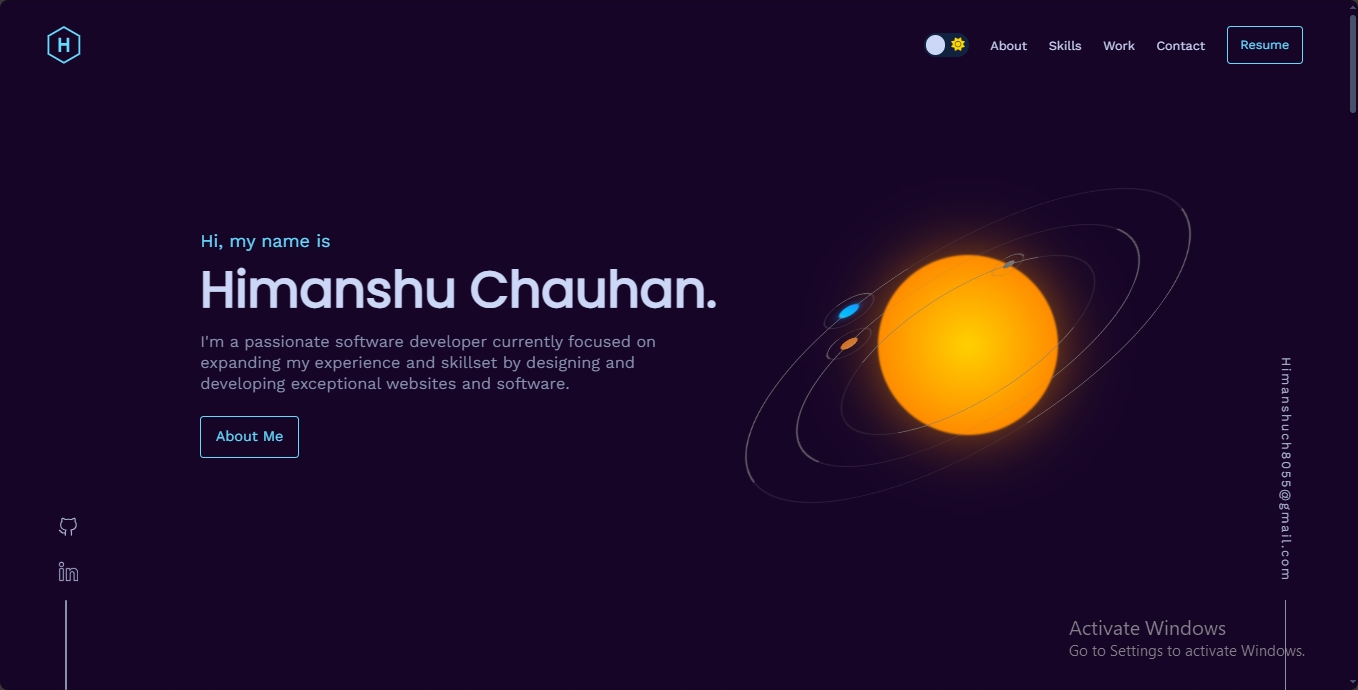 H
About
Skills
Work
Contact
Resume
Hi, my name is
Himanshu Chauhan.
I'm a passionate software developer currently focused on
expanding my experience and skillset by designing and
developing exceptional websites and software.
About Me
in
Himanshuch8055@gmail.com
Activate Windows
Go to Settings to activate Windows.